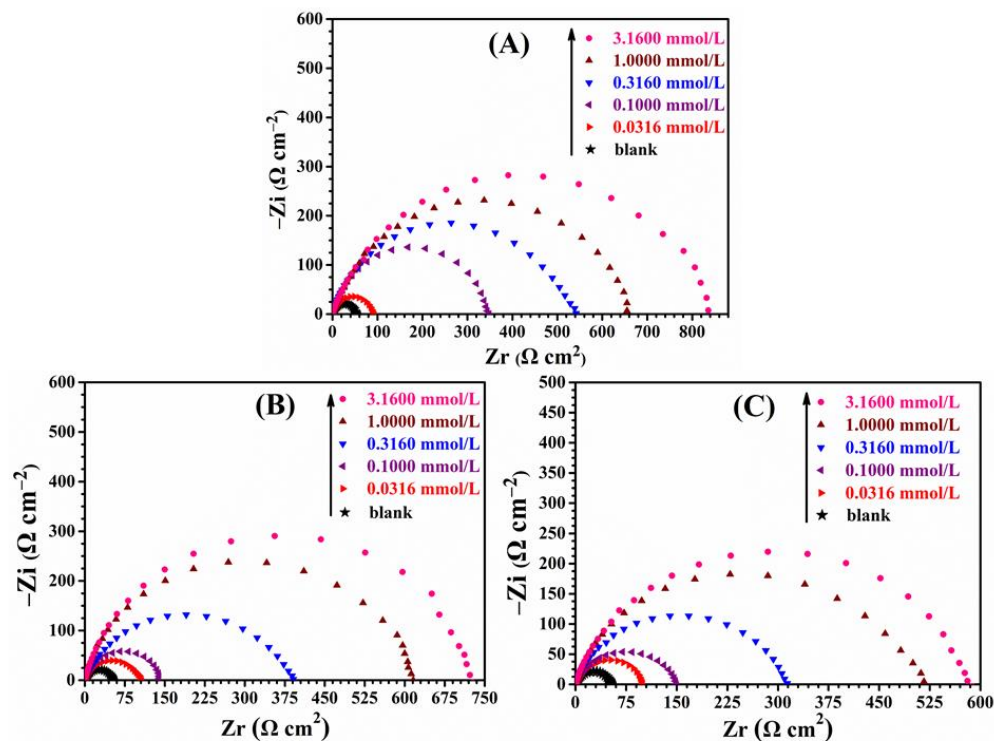 (A)
3.1600 mmol/L
1.0000 mmol/L
0.3160 mmol/L
0.1000 mmol/L
0.0316 mmol/L
blank
600
500
400
300
200
100
0
−Zi (Ω cm⁻²)
0 100 200 300 400 500 600 700 800
Zr (Ω cm²)
(B)
3.1600 mmol/L
1.0000 mmol/L
0.3160 mmol/L
0.1000 mmol/L
0.0316 mmol/L
blank
600
500
400
300
200
100
0
−Zi (Ω cm⁻²)
0 75 150 225 300 375 450 525 600 675 750
Zr (Ω cm²)
(C)
3.1600 mmol/L
1.0000 mmol/L
0.3160 mmol/L
0.1000 mmol/L
0.0316 mmol/L
blank
500
450
400
350
300
250
200
150
100
50
0
−Zi (Ω cm⁻²)
0 75 150 225 300 375 450 525 600
Zr (Ω cm²)